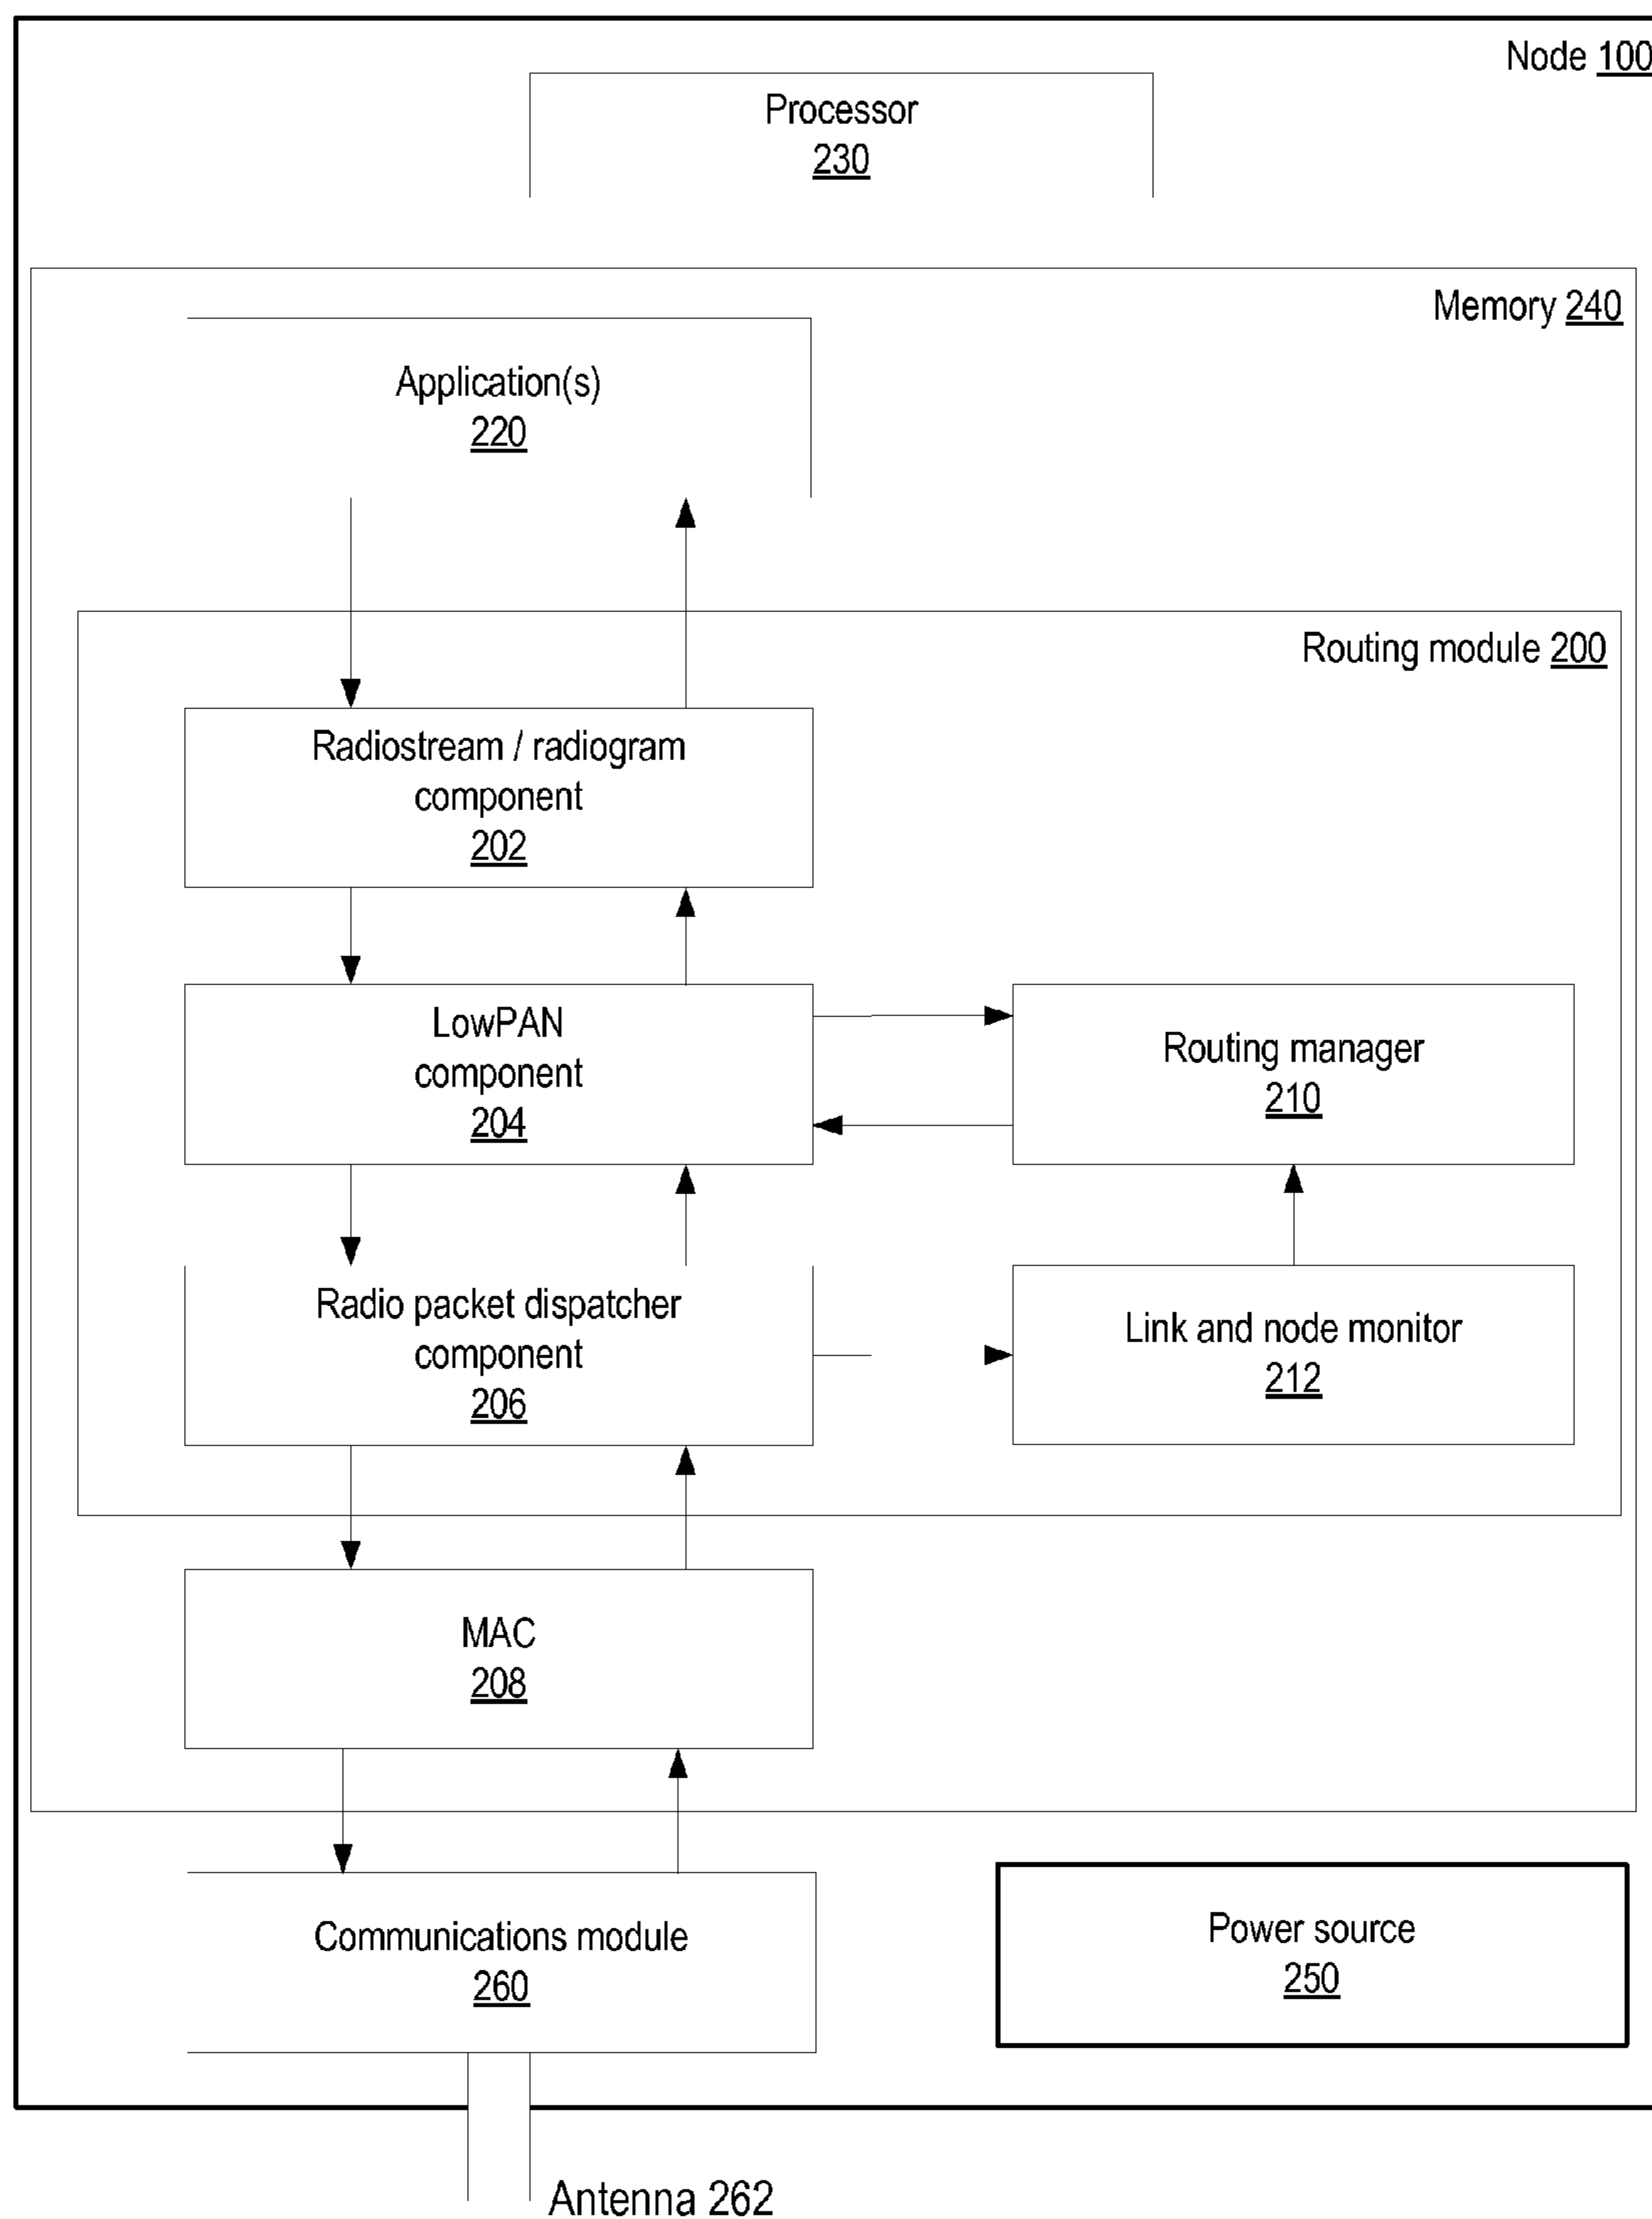 Node 100
Processor
230
Memory 240
Application(s)
220
Routing module 200
Radiostream / radiogram
component
202
LowPAN
component
204
Routing manager
210
Radio packet dispatcher
component
206
Link and node monitor
212
MAC
208
Communications module
260
Power source
250
Antenna 262